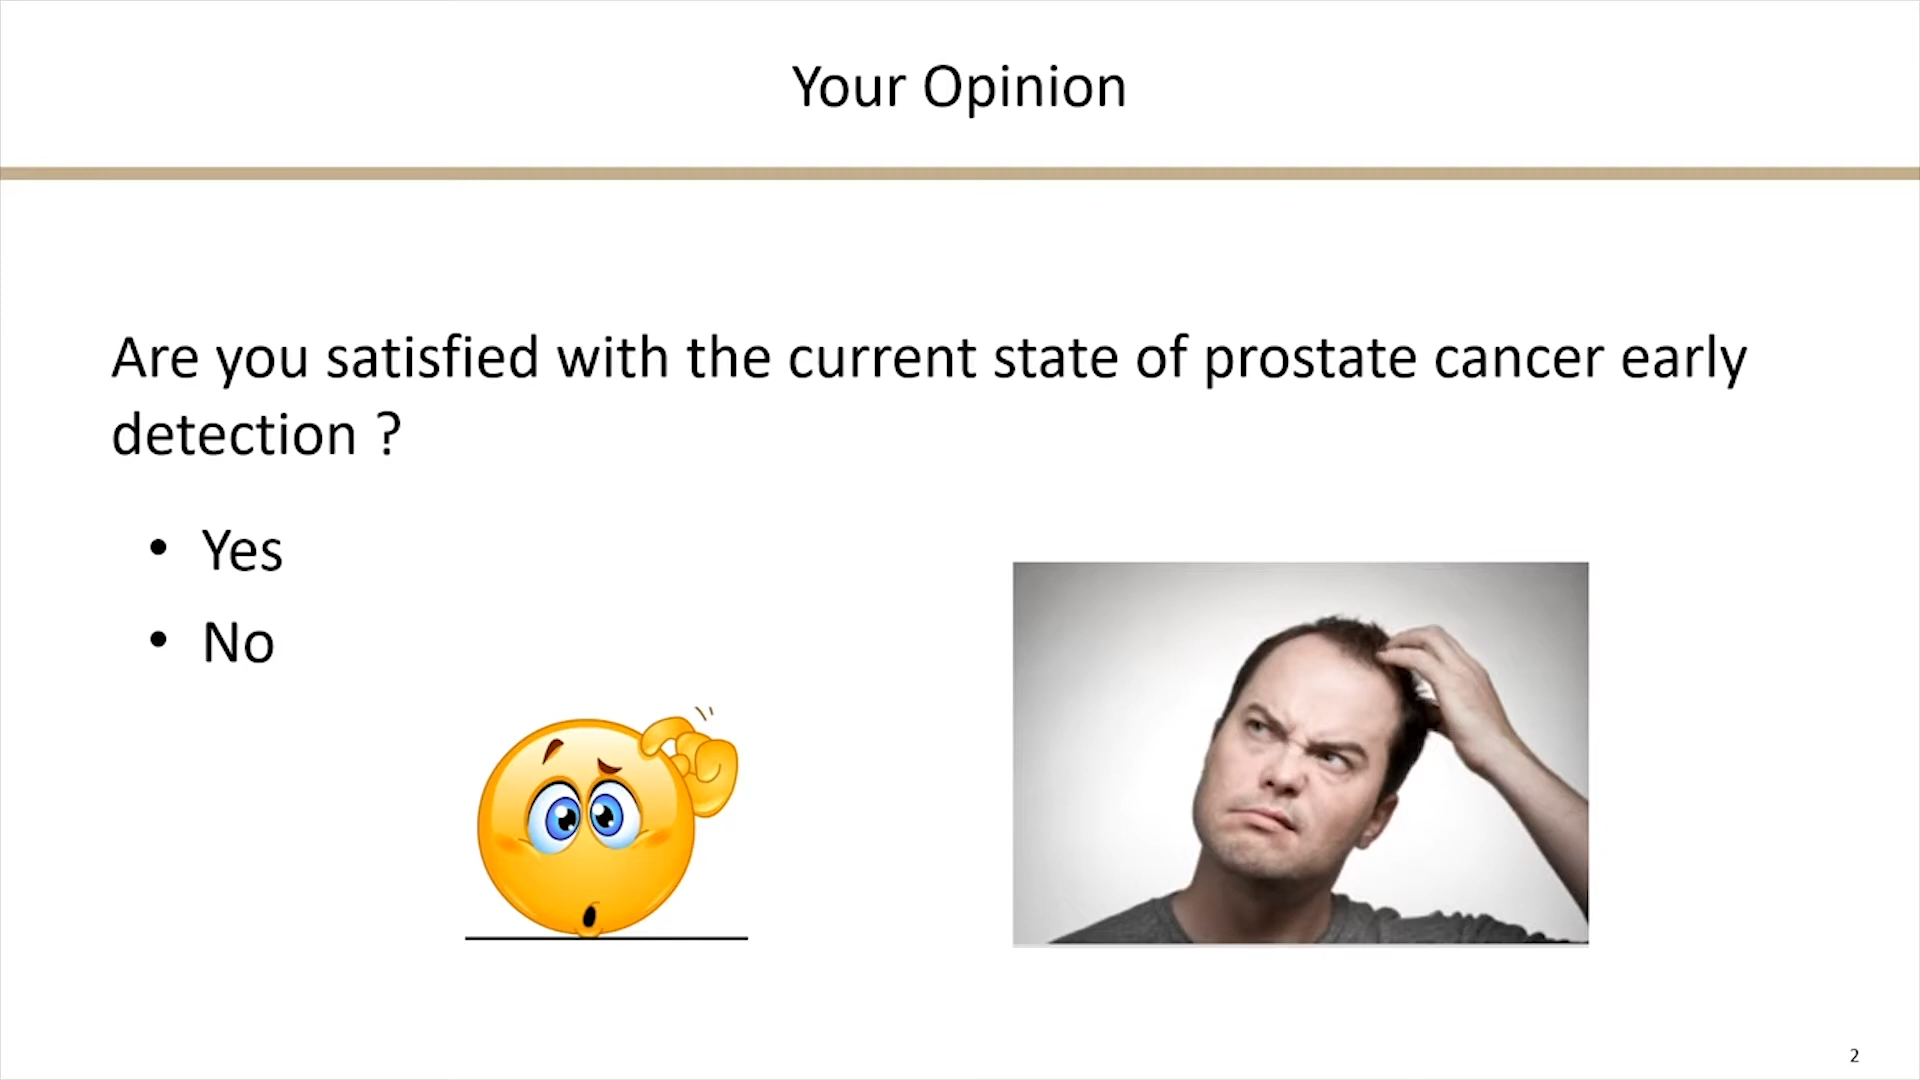 Your Opinion
Are you satisfied with the current state of prostate cancer early
detection ?
• Yes
• No
2